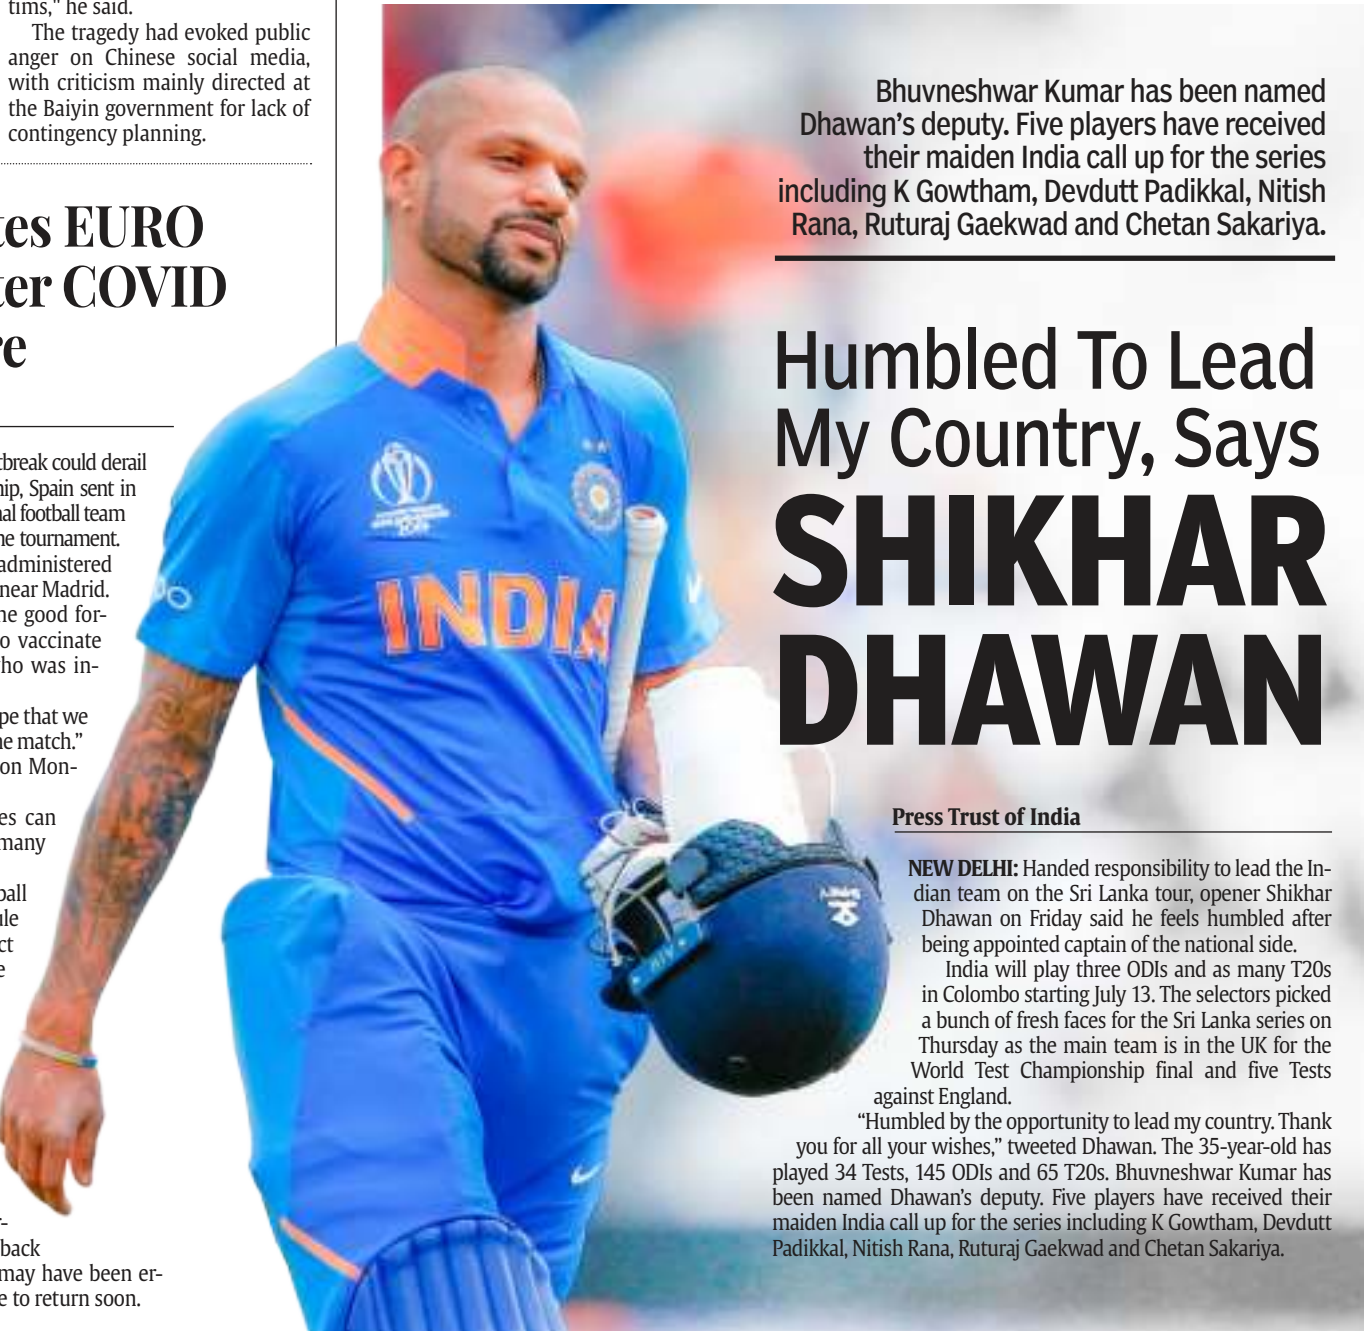 tims," he said.
The tragedy had evoked public
anger on Chinese social media,
with criticism mainly directed at
the Baiyin government for lack of
contingency planning.
tes EURO
ter COVID
re
tbreak could derail
hip, Spain sent in
nal football team
he tournament.
administered
near Madrid.
he good for-
o vaccinate
ho was in-
pe that we
he match."
on Mon-
es can
many
ball
ule
ct
e
r-
back
may have been er-
e to return soon.
Bhuvneshwar Kumar has been named
Dhawan's deputy. Five players have received
their maiden India call up for the series
including K Gowtham, Devdutt Padikkal, Nitish
Rana, Ruturaj Gaekwad and Chetan Sakariya.
Humbled To Lead
My Country, Says
SHIKHAR
DHAWAN
Press Trust of India
NEW DELHI: Handed responsibility to lead the In-
dian team on the Sri Lanka tour, opener Shikhar
Dhawan on Friday said he feels humbled after
being appointed captain of the national side.
India will play three ODIs and as many T20s
in Colombo starting July 13. The selectors picked
a bunch of fresh faces for the Sri Lanka series on
Thursday as the main team is in the UK for the
World Test Championship final and five Tests
against England.
"Humbled by the opportunity to lead my country. Thank
you for all your wishes," tweeted Dhawan. The 35-year-old has
played 34 Tests, 145 ODIs and 65 T20s. Bhuvneshwar Kumar has
been named Dhawan's deputy. Five players have received their
maiden India call up for the series including K Gowtham, Devdutt
Padikkal, Nitish Rana, Ruturaj Gaekwad and Chetan Sakariya.
INDIA